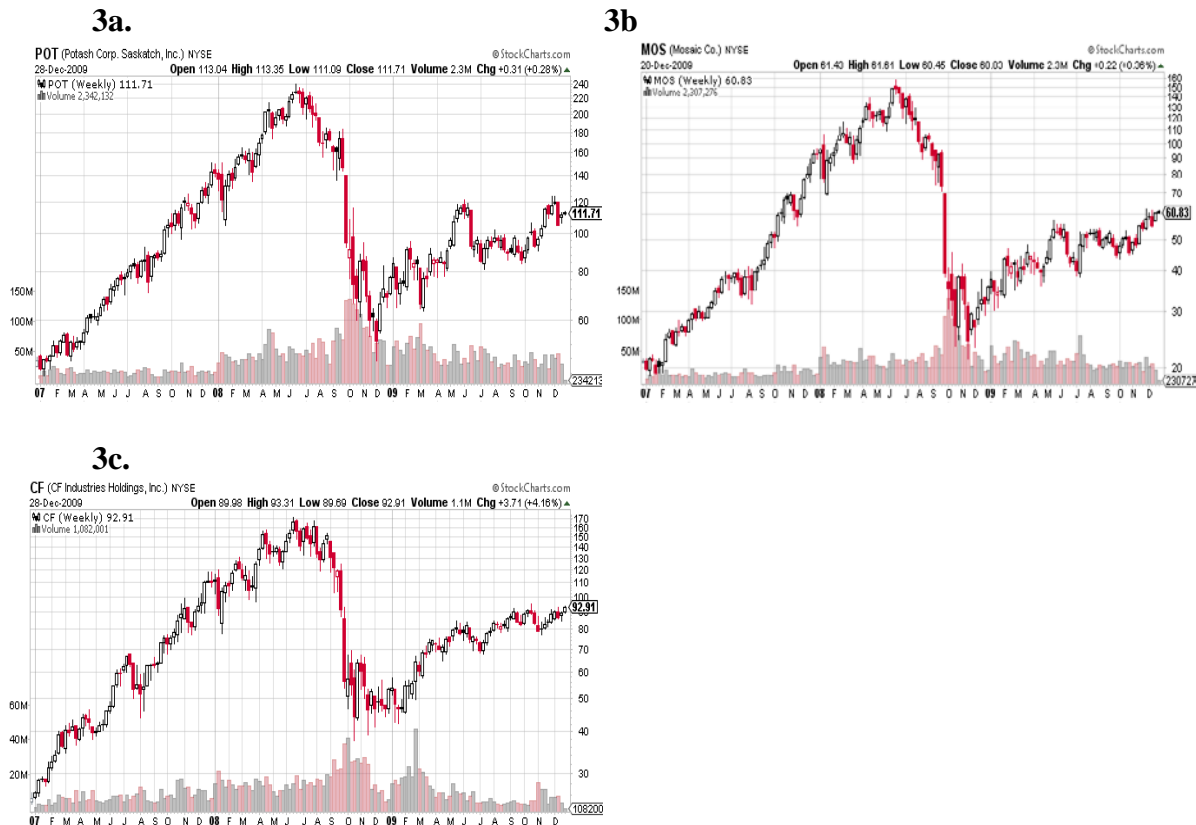 3a.
POT (Potash Corp. Saskatch, Inc.) NYSE @StockCharts.com
28-Dec-2009 Open 113.04 High 113.35 Low 111.09 Close 111.71 Volume 2.3M Chg +0.31 (+0.28%)
POT (Weekly) 111.71
Volume 2,342,132
240
220
200
180
160
140
120
111.71
100
80
60
150M
100M
50M
234213
07 F M A M J J A S O N D 08 F M A M J J A S O N D 09 F M A M J J A S O N D
3b
MOS (Mosaic Co.) NYSE @StockCharts.com
20-Dec-2009 Open 61.43 High 61.61 Low 60.45 Close 60.03 Volume 2.3M Chg +0.22 (+0.36%)
MOS (Weekly) 60.83
Volume 2,307,276
160
150
140
130
120
110
100
90
80
70
60.83
50
40
30
20
150M
100M
50M
230727
07 F M A M J J A S O N D 08 F M A M J J A S O N D 09 F M A M J J A S O N D
3c.
CF (CF Industries Holdings, Inc.) NYSE @StockCharts.com
28-Dec-2009 Open 89.98 High 93.31 Low 89.69 Close 92.91 Volume 1.1M Chg +3.71 (+4.16%)
CF (Weekly) 92.91
Volume 1,082,001
170
160
150
140
130
120
110
100
92.91
90
80
70
60
50
40
30
60M
40M
20M
108200
07 F M A M J J A S O N D 08 F M A M J J A S O N D 09 F M A M J J A S O N D